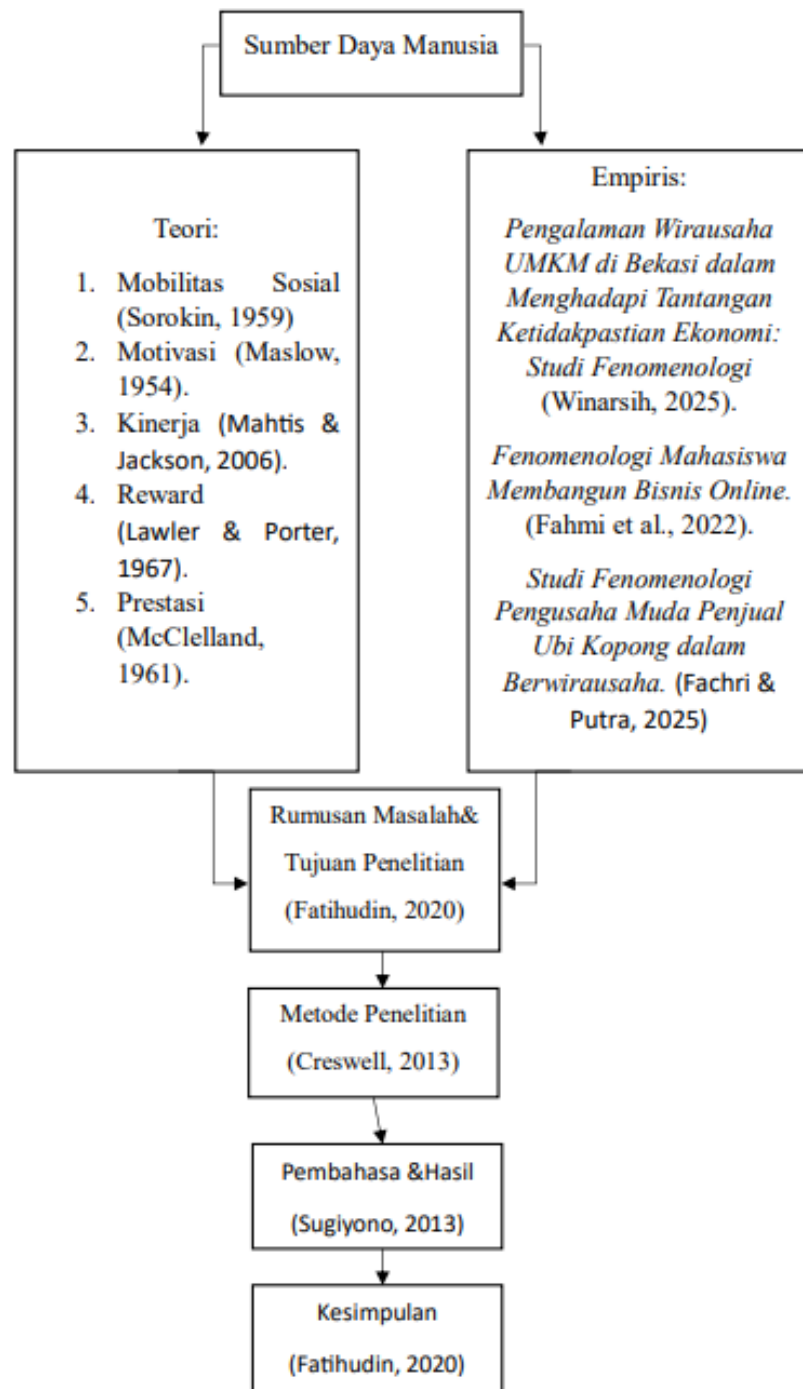 Sumber Daya Manusia
Teori:
1. Mobilitas Sosial
(Sorokin, 1959)
2. Motivasi (Maslow,
1954).
3. Kinerja (Mahtis &
Jackson, 2006).
4. Reward
(Lawler & Porter,
1967).
5. Prestasi
(McClelland,
1961).
Empiris:
Pengalaman Wirausaha
UMKM di Bekasi dalam
Menghadapi Tantangan
Ketidakpastian Ekonomi:
Studi Fenomenologi
(Winarsih, 2025).
Fenomenologi Mahasiswa
Membangun Bisnis Online.
(Fahmi et al., 2022).
Studi Fenomenologi
Pengusaha Muda Penjual
Ubi Kopong dalam
Berwirausaha. (Fachri &
Putra, 2025)
Rumusan Masalah&
Tujuan Penelitian
(Fatihudin, 2020)
Metode Penelitian
(Creswell, 2013)
Pembahasa &Hasil
(Sugiyono, 2013)
Kesimpulan
(Fatihudin, 2020)